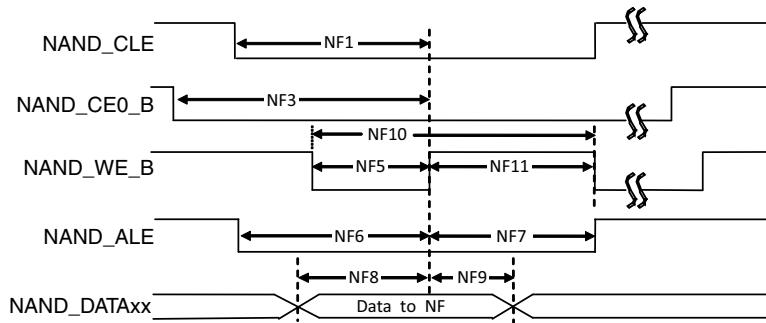 NAND_CLE
NF1
NAND_CE0_B
NF3
NF10
NAND_WE_B
NF5
NF11
NAND_ALE
NF6
NF7
NF8
NF9
NAND_DATAxx
Data to NF